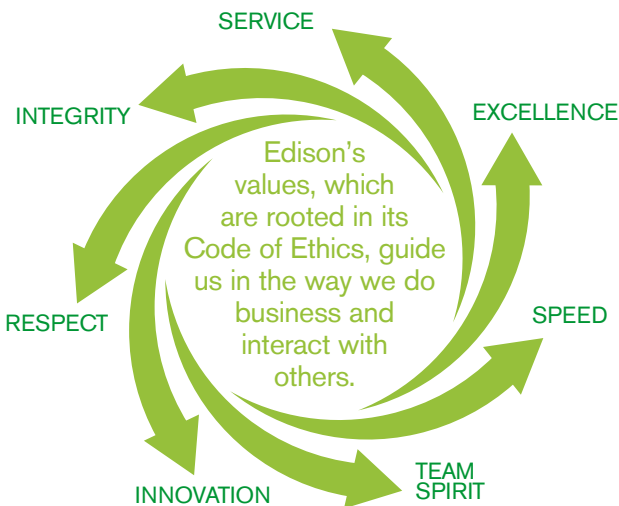 SERVICE
EXCELLENCE
INTEGRITY
Edison’s
values, which
are rooted in its
Code of Ethics, guide
us in the way we do
business and
interact with
others.
SPEED
RESPECT
TEAM
SPIRIT
INNOVATION